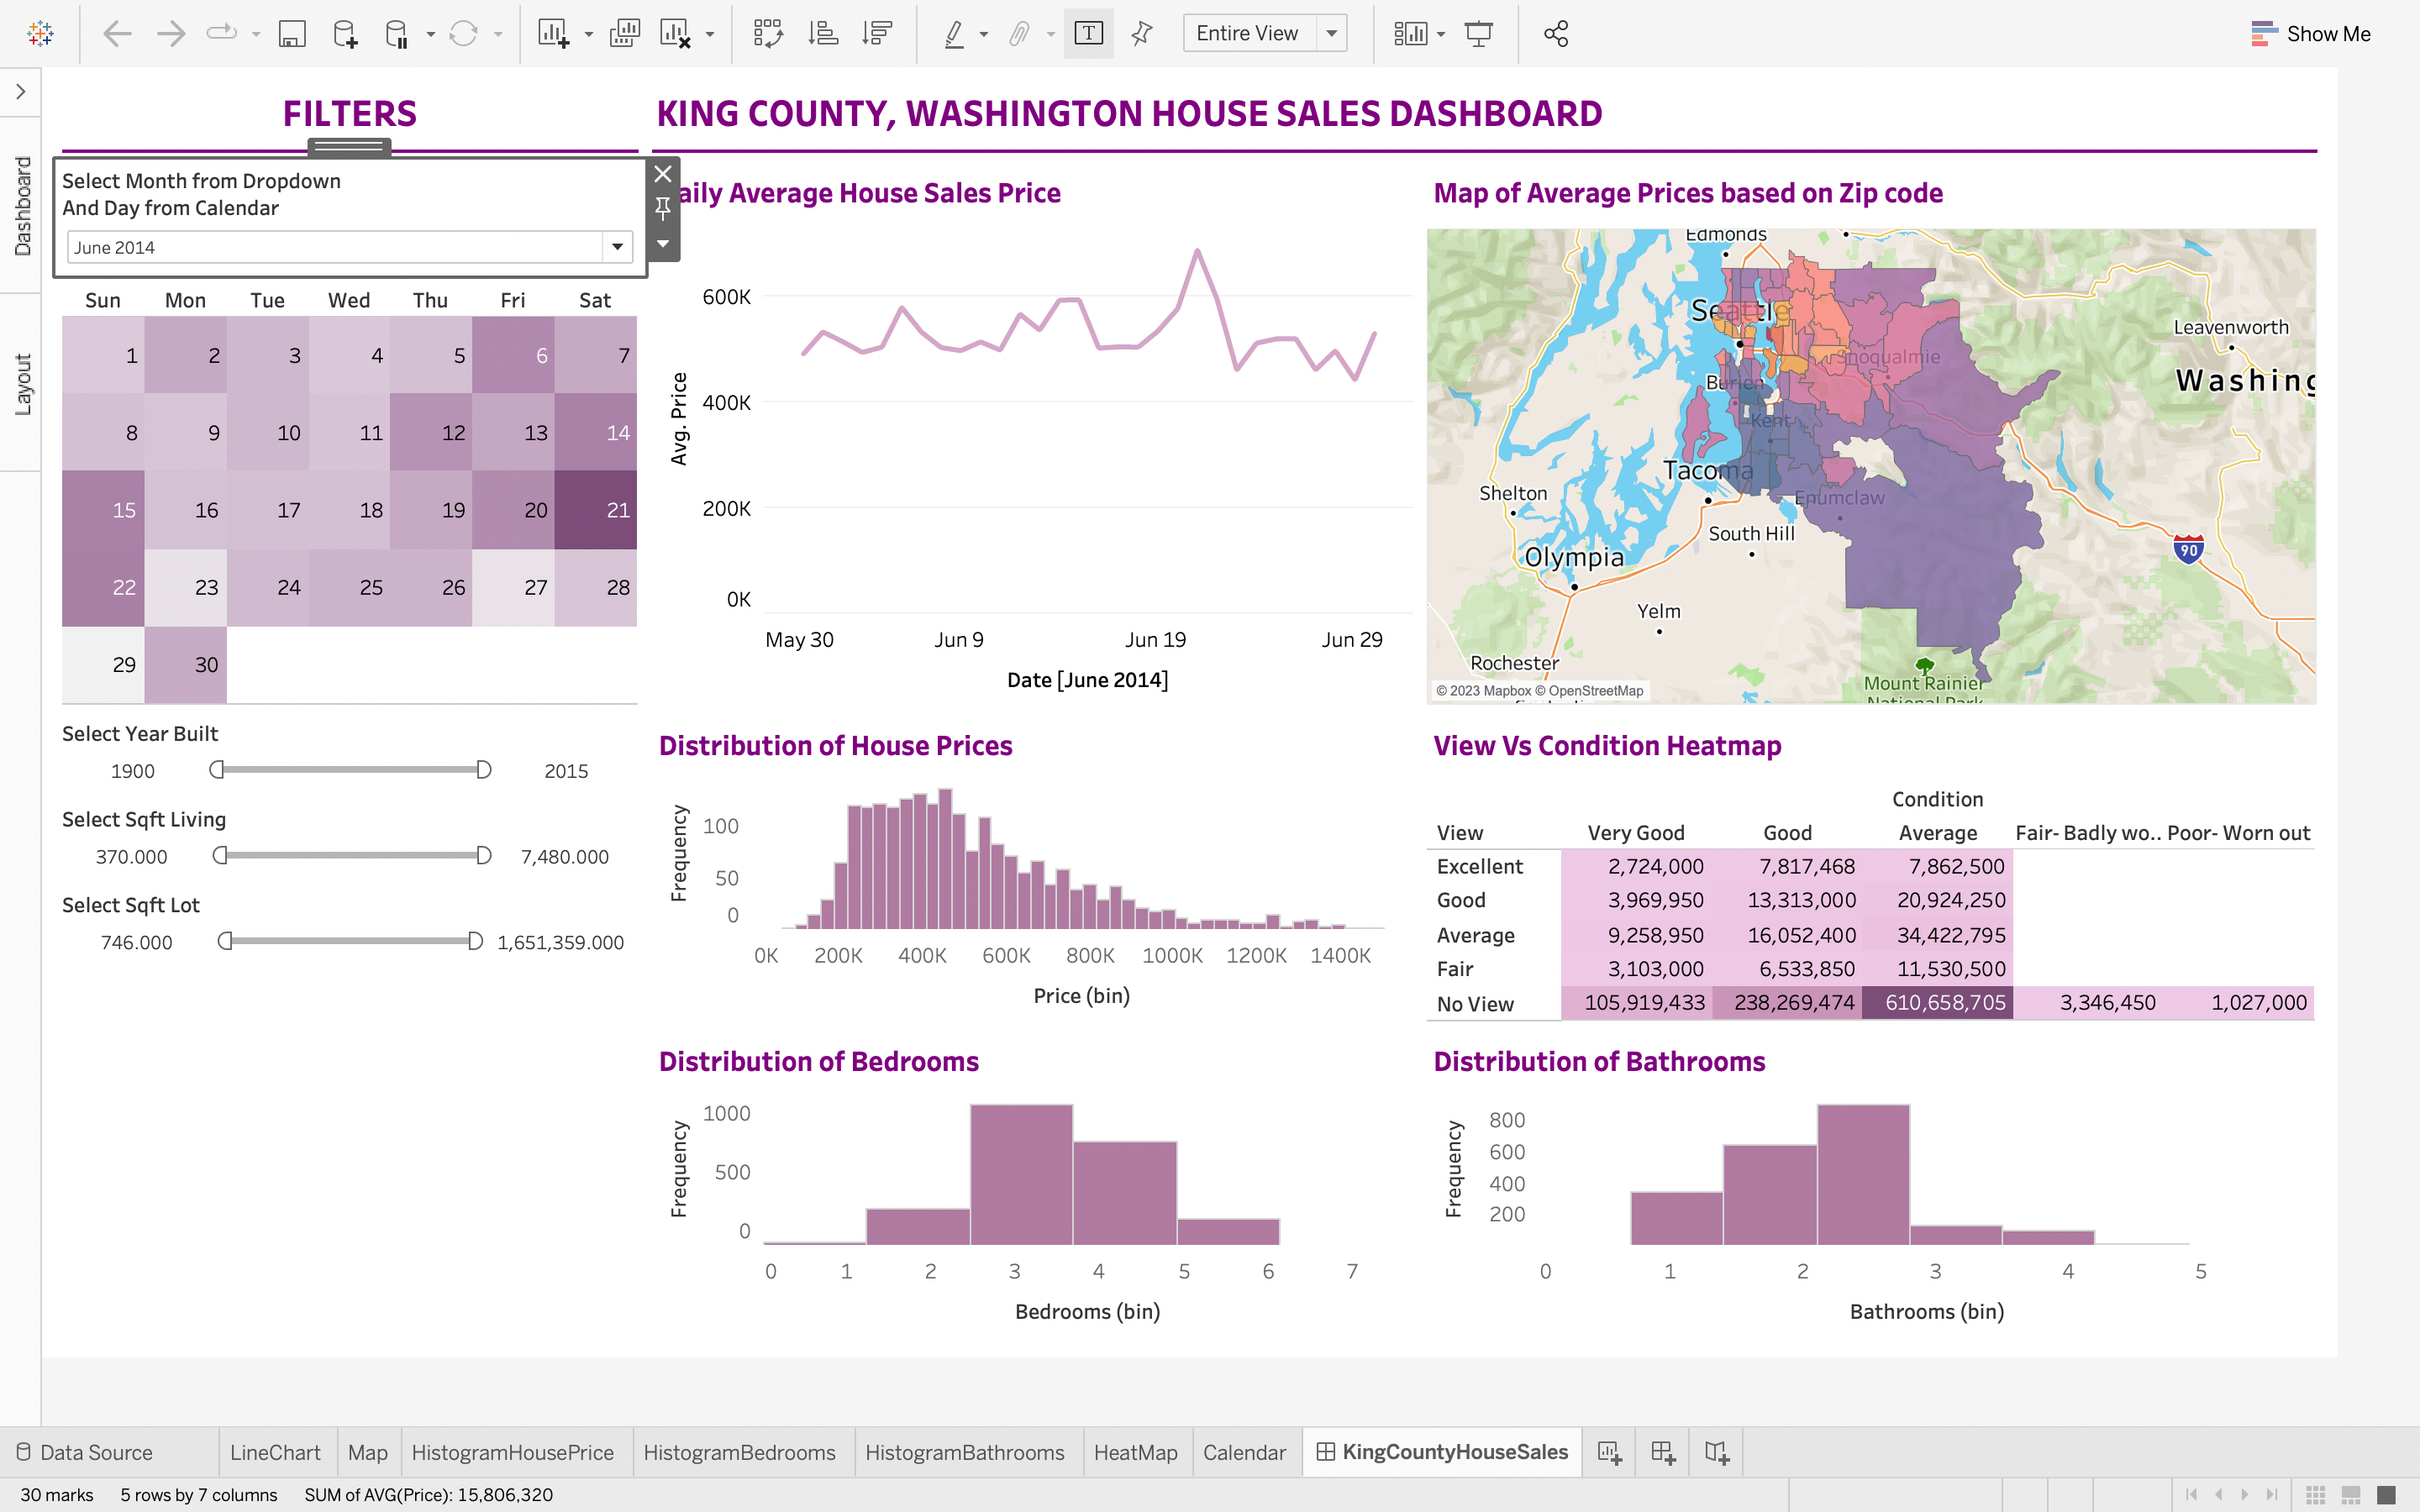 Entire View
Show Me
Dashboard
Layout
FILTERS
KING COUNTY, WASHINGTON HOUSE SALES DASHBOARD
Select Month from Dropdown
And Day from Calendar
June 2014
Sun Mon Tue Wed Thu Fri Sat
1 2 3 4 5 6 7
8 9 10 11 12 13 14
15 16 17 18 19 20 21
22 23 24 25 26 27 28
29 30
Select Year Built
1900 2015
Select Sqft Living
370.000 7,480.000
Select Sqft Lot
746.000 1,651,359.000
aily Average House Sales Price
600K
400K
200K
0K
Avg. Price
May 30 Jun 9 Jun 19 Jun 29
Date [June 2014]
Map of Average Prices based on Zip code
Edmonds
Seattle
Leavenworth
Snoqualmie
Washing
Burien
Kent
Tacoma
Enumclaw
Shelton
South Hill
90
Olympia
Yelm
Rochester
Mount Rainier
National Park
© 2023 Mapbox © OpenStreetMap
Distribution of House Prices
Frequency
100
50
0
0K 200K 400K 600K 800K 1000K 1200K 1400K
Price (bin)
View Vs Condition Heatmap
Condition
View Very Good Good Average Fair- Badly wo.. Poor- Worn out
Excellent 2,724,000 7,817,468 7,862,500
Good 3,969,950 13,313,000 20,924,250
Average 9,258,950 16,052,400 34,422,795
Fair 3,103,000 6,533,850 11,530,500
No View 105,919,433 238,269,474 610,658,705 3,346,450 1,027,000
Distribution of Bedrooms
Frequency
1000
500
0
0 1 2 3 4 5 6 7
Bedrooms (bin)
Distribution of Bathrooms
Frequency
800
600
400
200
0 1 2 3 4 5
Bathrooms (bin)
Data Source LineChart Map HistogramHousePrice HistogramBedrooms HistogramBathrooms HeatMap Calendar KingCountyHouseSales
30 marks 5 rows by 7 columns SUM of AVG(Price): 15,806,320